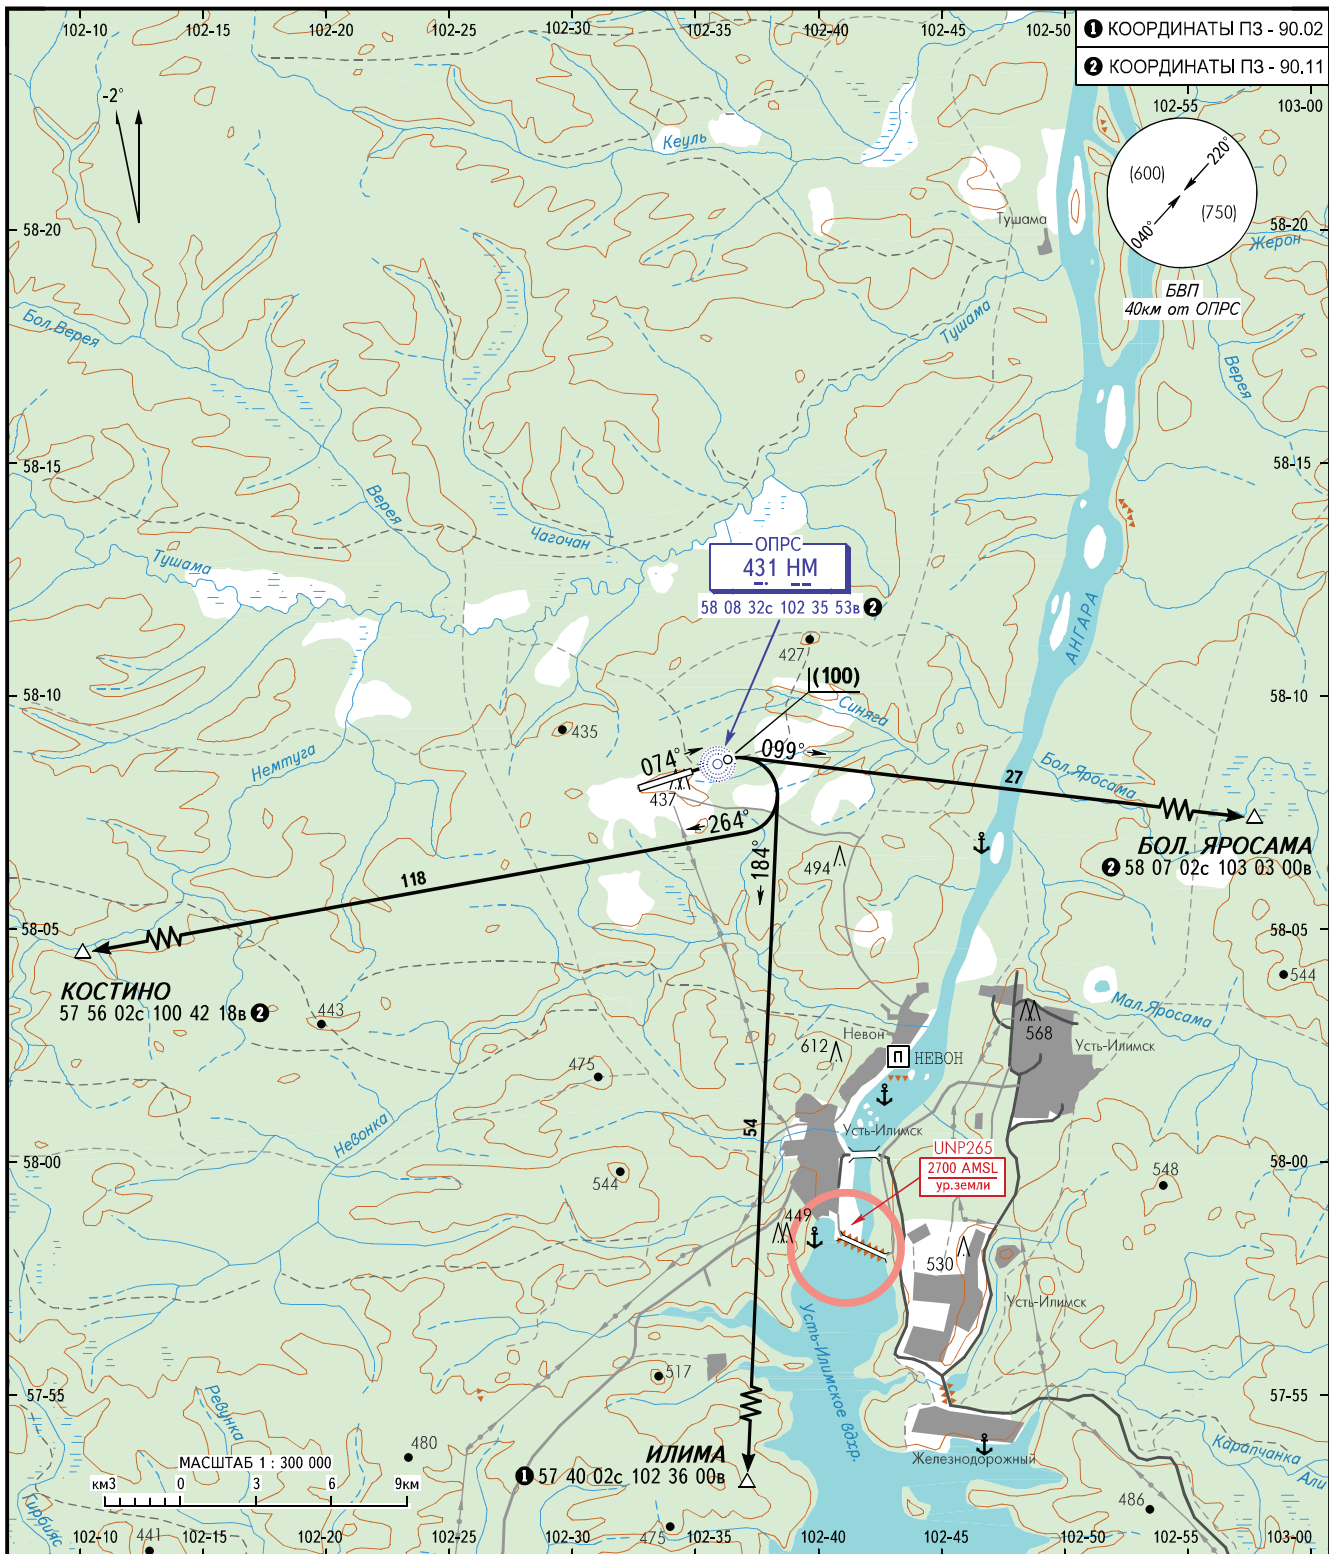 102-10 102-15 102-20 102-25 102-30 102-35 102-40 102-45 102-50
❶ КООРДИНАТЫ ПЗ - 90.02
❷ КООРДИНАТЫ ПЗ - 90.11
102-55 103-00
-2°
Кеуль
220°
(600)
(750)
040°
Тушама
58-20
58-20
Жерон
БВП
40км от ОПРС
Бол.Верея
Тушама
Верея
58-15
58-15
Верея
Чагочан
Тушама
ОПРС
431 НМ
58 08 32с 102 35 53в ❷
АНГАРА
427
(100)
58-10
58-10
Синяга
435
Немтуга
074°
099°
27
Бол.Яросама
437
264°
БОЛ. ЯРОСАМА
❷ 58 07 02с 103 03 00в
184°
494
118
58-05
58-05
544
КОСТИНО
57 56 02с 100 42 18в ❷
443
Мал.Яросама
Невон
568
612
НЕВОН
Усть-Илимск
475
54
Невонка
Усть-Илимск
58-00
UNP265
58-00
2700 AMSL
ур.земли
544
548
449
530
Усть-Илимск
Усть-Илимское вдхр.
517
57-55
57-55
Ревунка
480
МАСШТАБ 1 : 300 000
км3 0 3 6 9км
ИЛИМА
❶ 57 40 02с 102 36 00в
Железнодорожный
Карапчанка
Али
486
Гирбияс
441
475
102-10 102-15 102-20 102-25 102-30 102-35 102-40 102-45 102-50 102-55 103-00